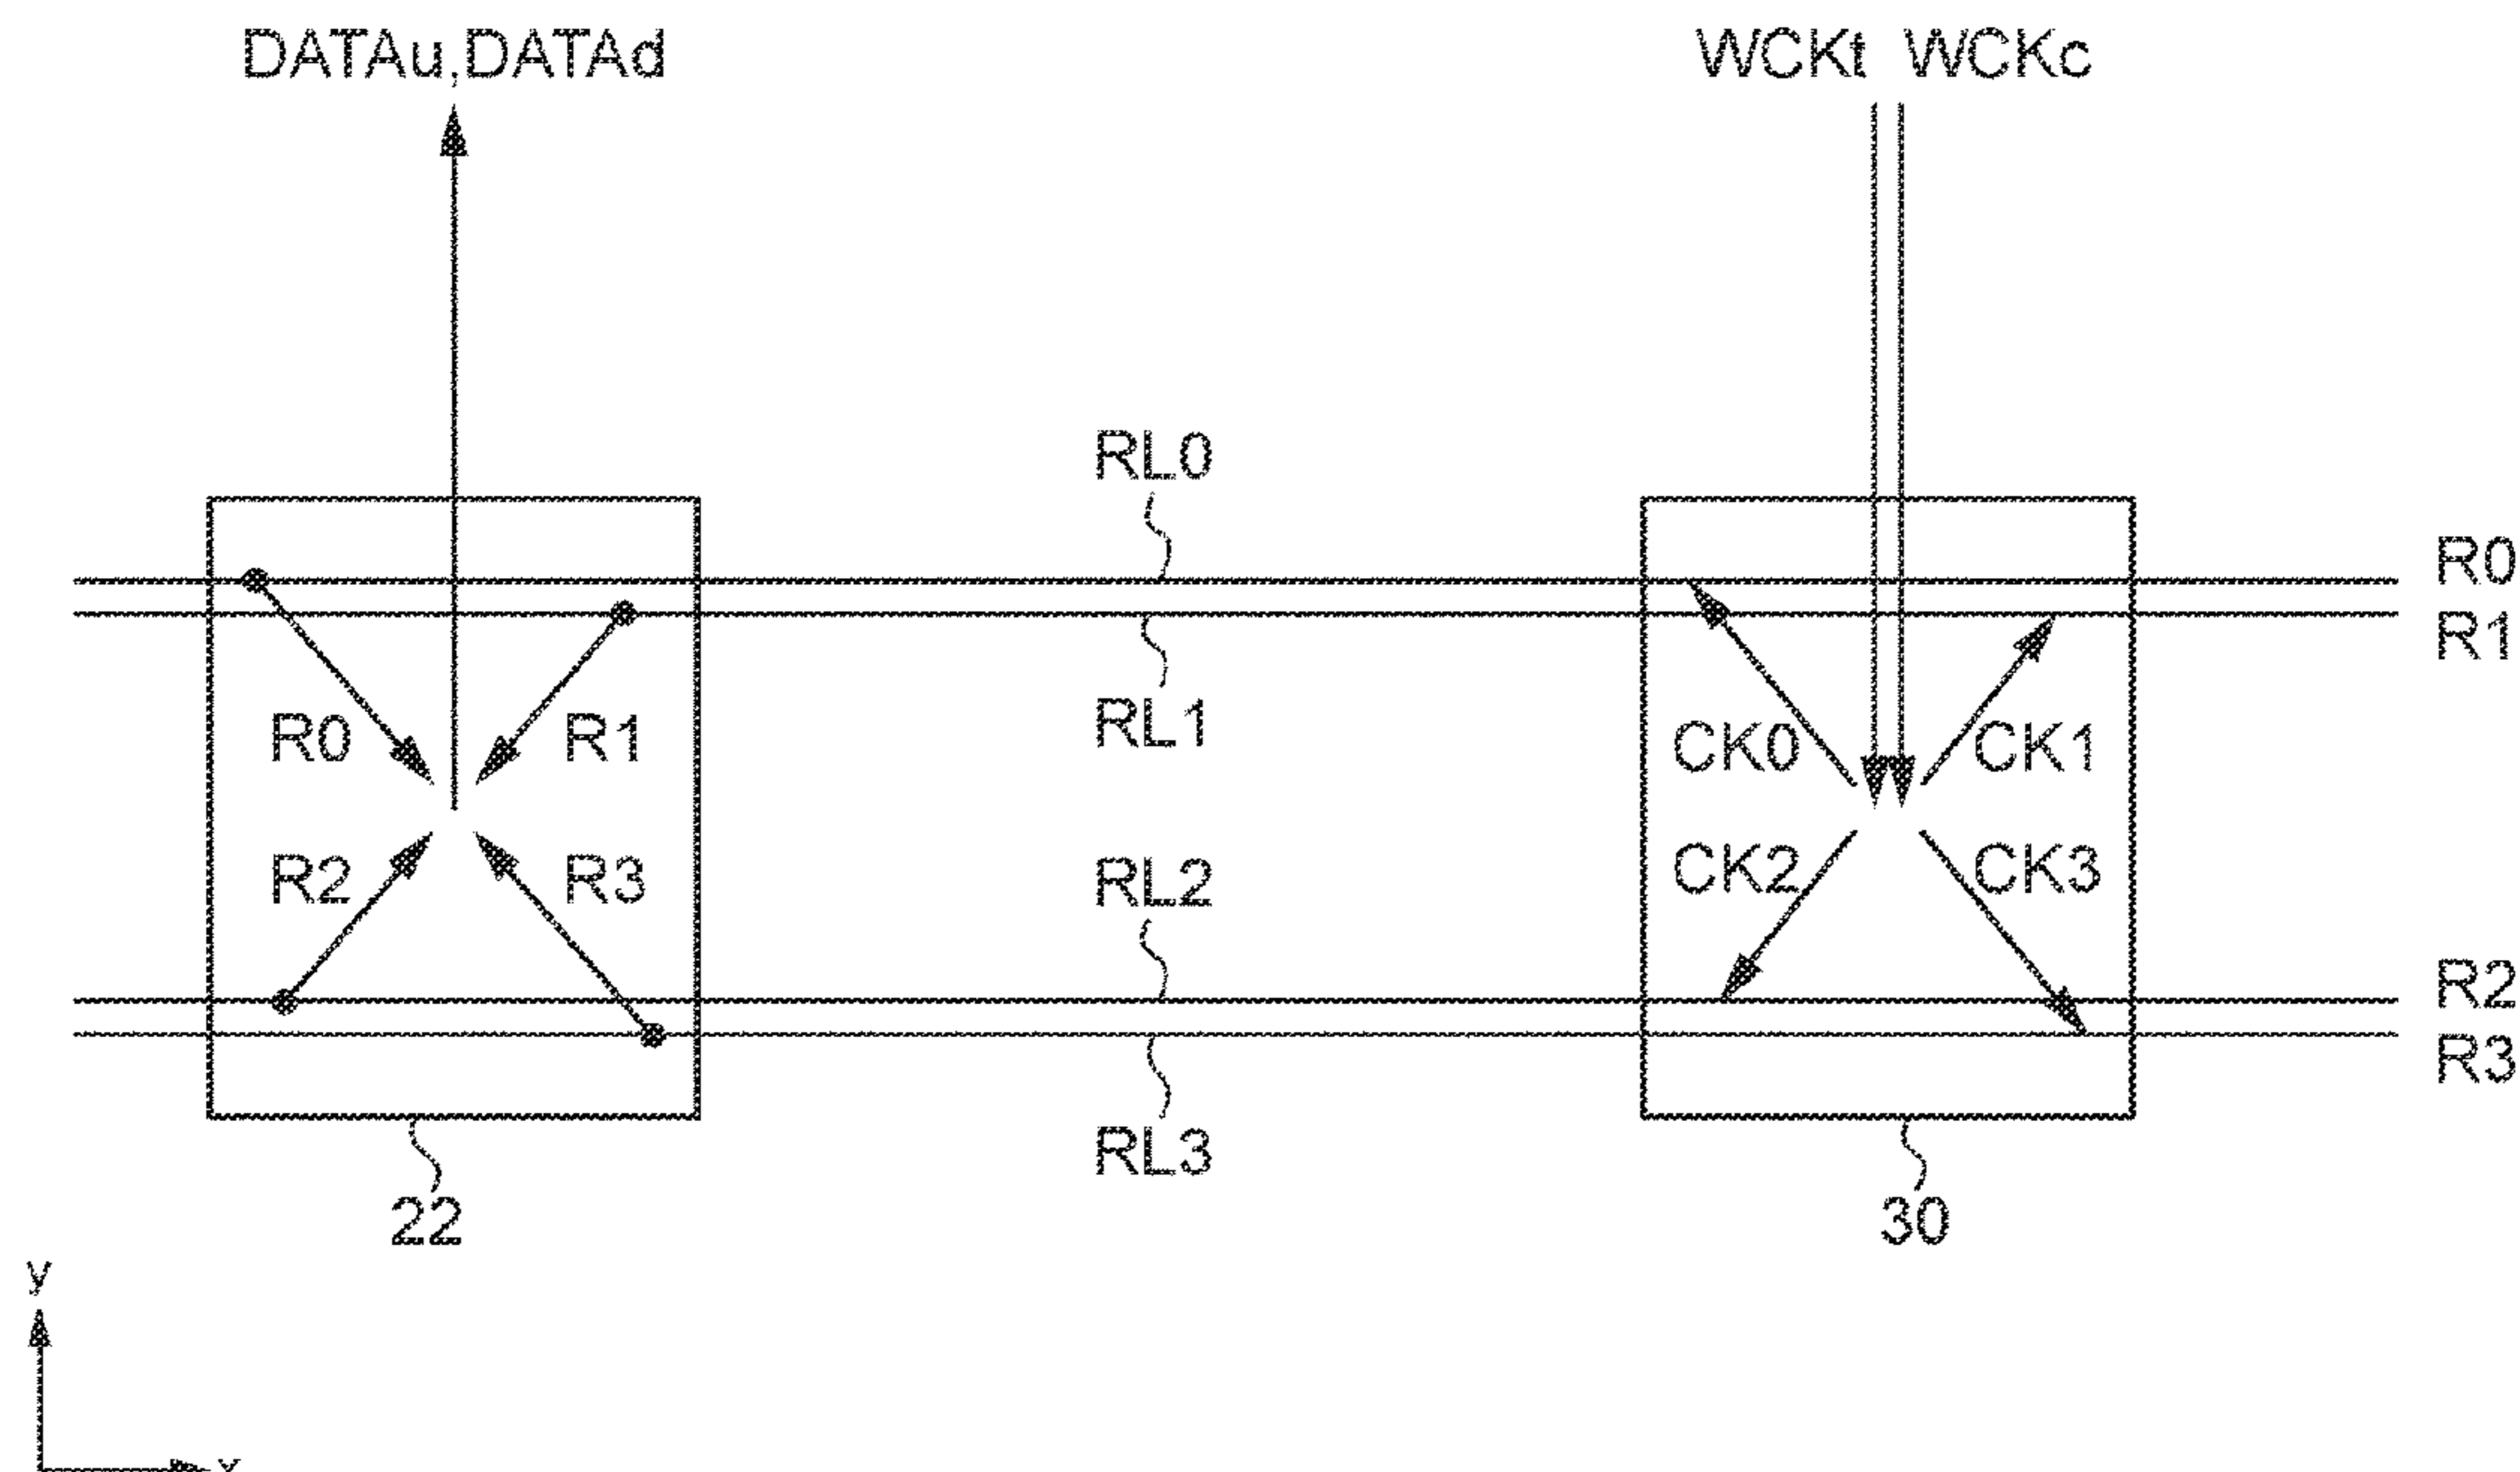 DATAu,DATAd
WCKt WCKc
RL0
R0
R1
RL1
R0 R1
CK0 CK1
R2 R3
RL2
CK2 CK3
R2
R3
RL3
22
30
y
x